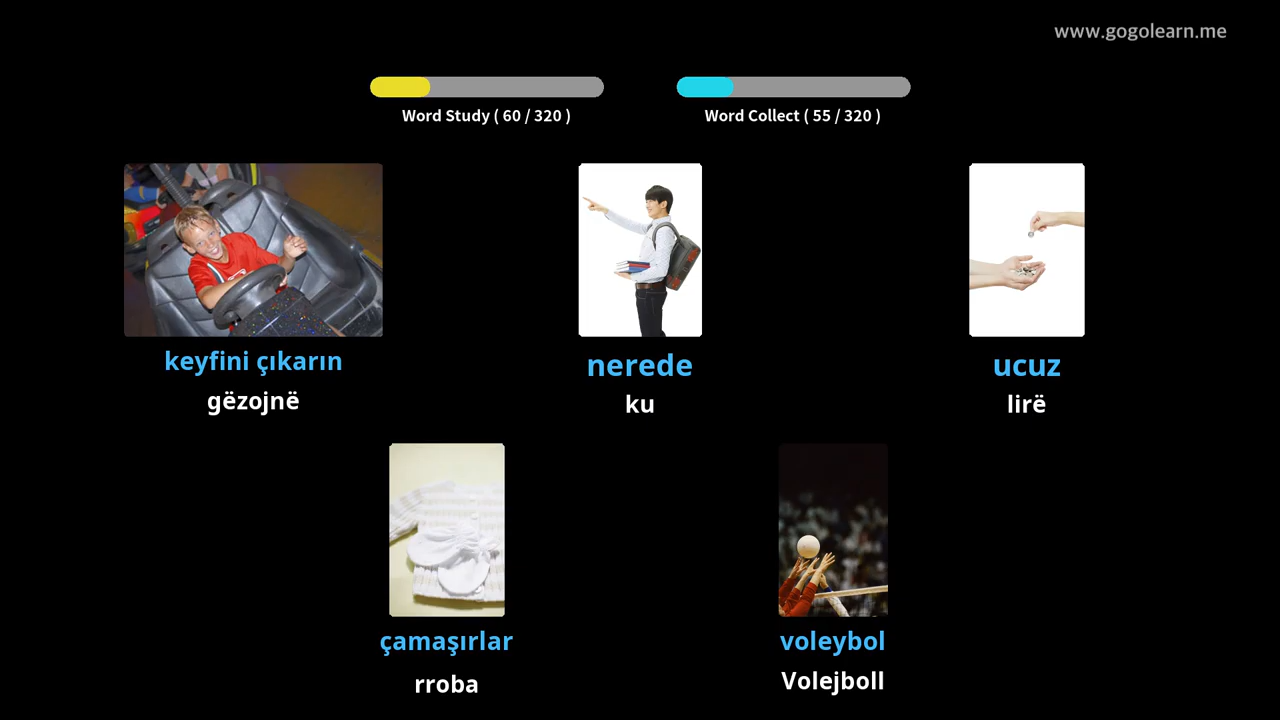 www.gogolearn.me
Word Study ( 60 / 320 )
Word Collect ( 55 / 320 )
keyfini çıkarın
gëzojnë
nerede
ku
ucuz
lirë
çamaşırlar
rroba
voleybol
Volejboll